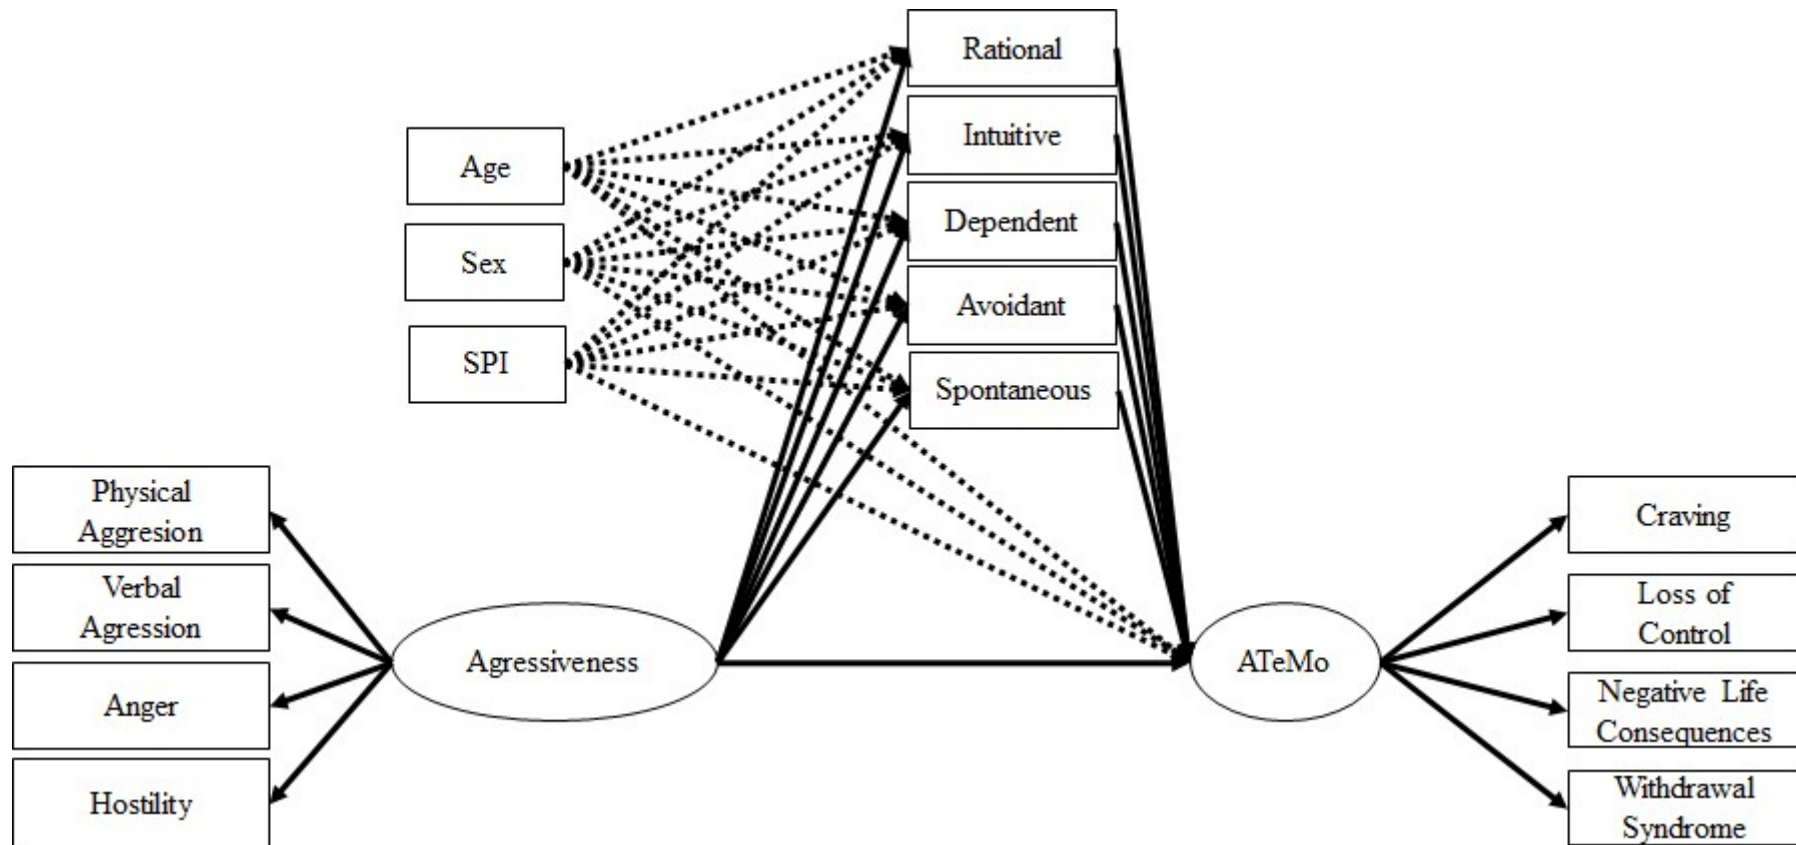 Rational
Intuitive
Dependent
Avoidant
Spontaneous
Age
Sex
SPI
Physical
Aggresion
Verbal
Agression
Anger
Hostility
Agressiveness
ATeMo
Craving
Loss of
Control
Negative Life
Consequences
Withdrawal
Syndrome